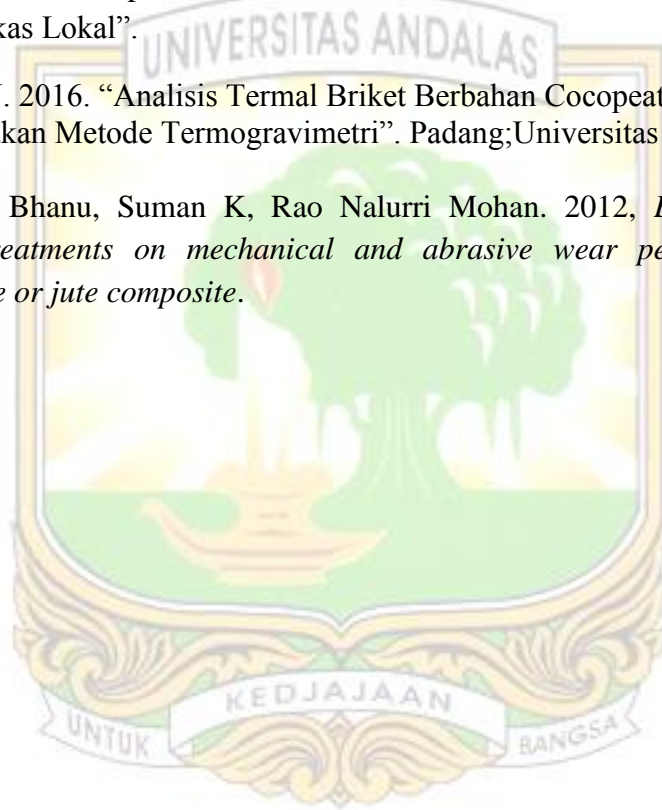 kas Lokal”.
UNIVERSITAS ANDALAS
. 2016. “Analisis Termal Briket Berbahan Cocopeat
kan Metode Termogravimetri”. Padang;Universitas
Bhanu, Suman K, Rao Nalurri Mohan. 2012,
reatments on mechanical and abrasive wear pe
e or jute composite.
KEDJAJAAN
UNTUK
BANGSA